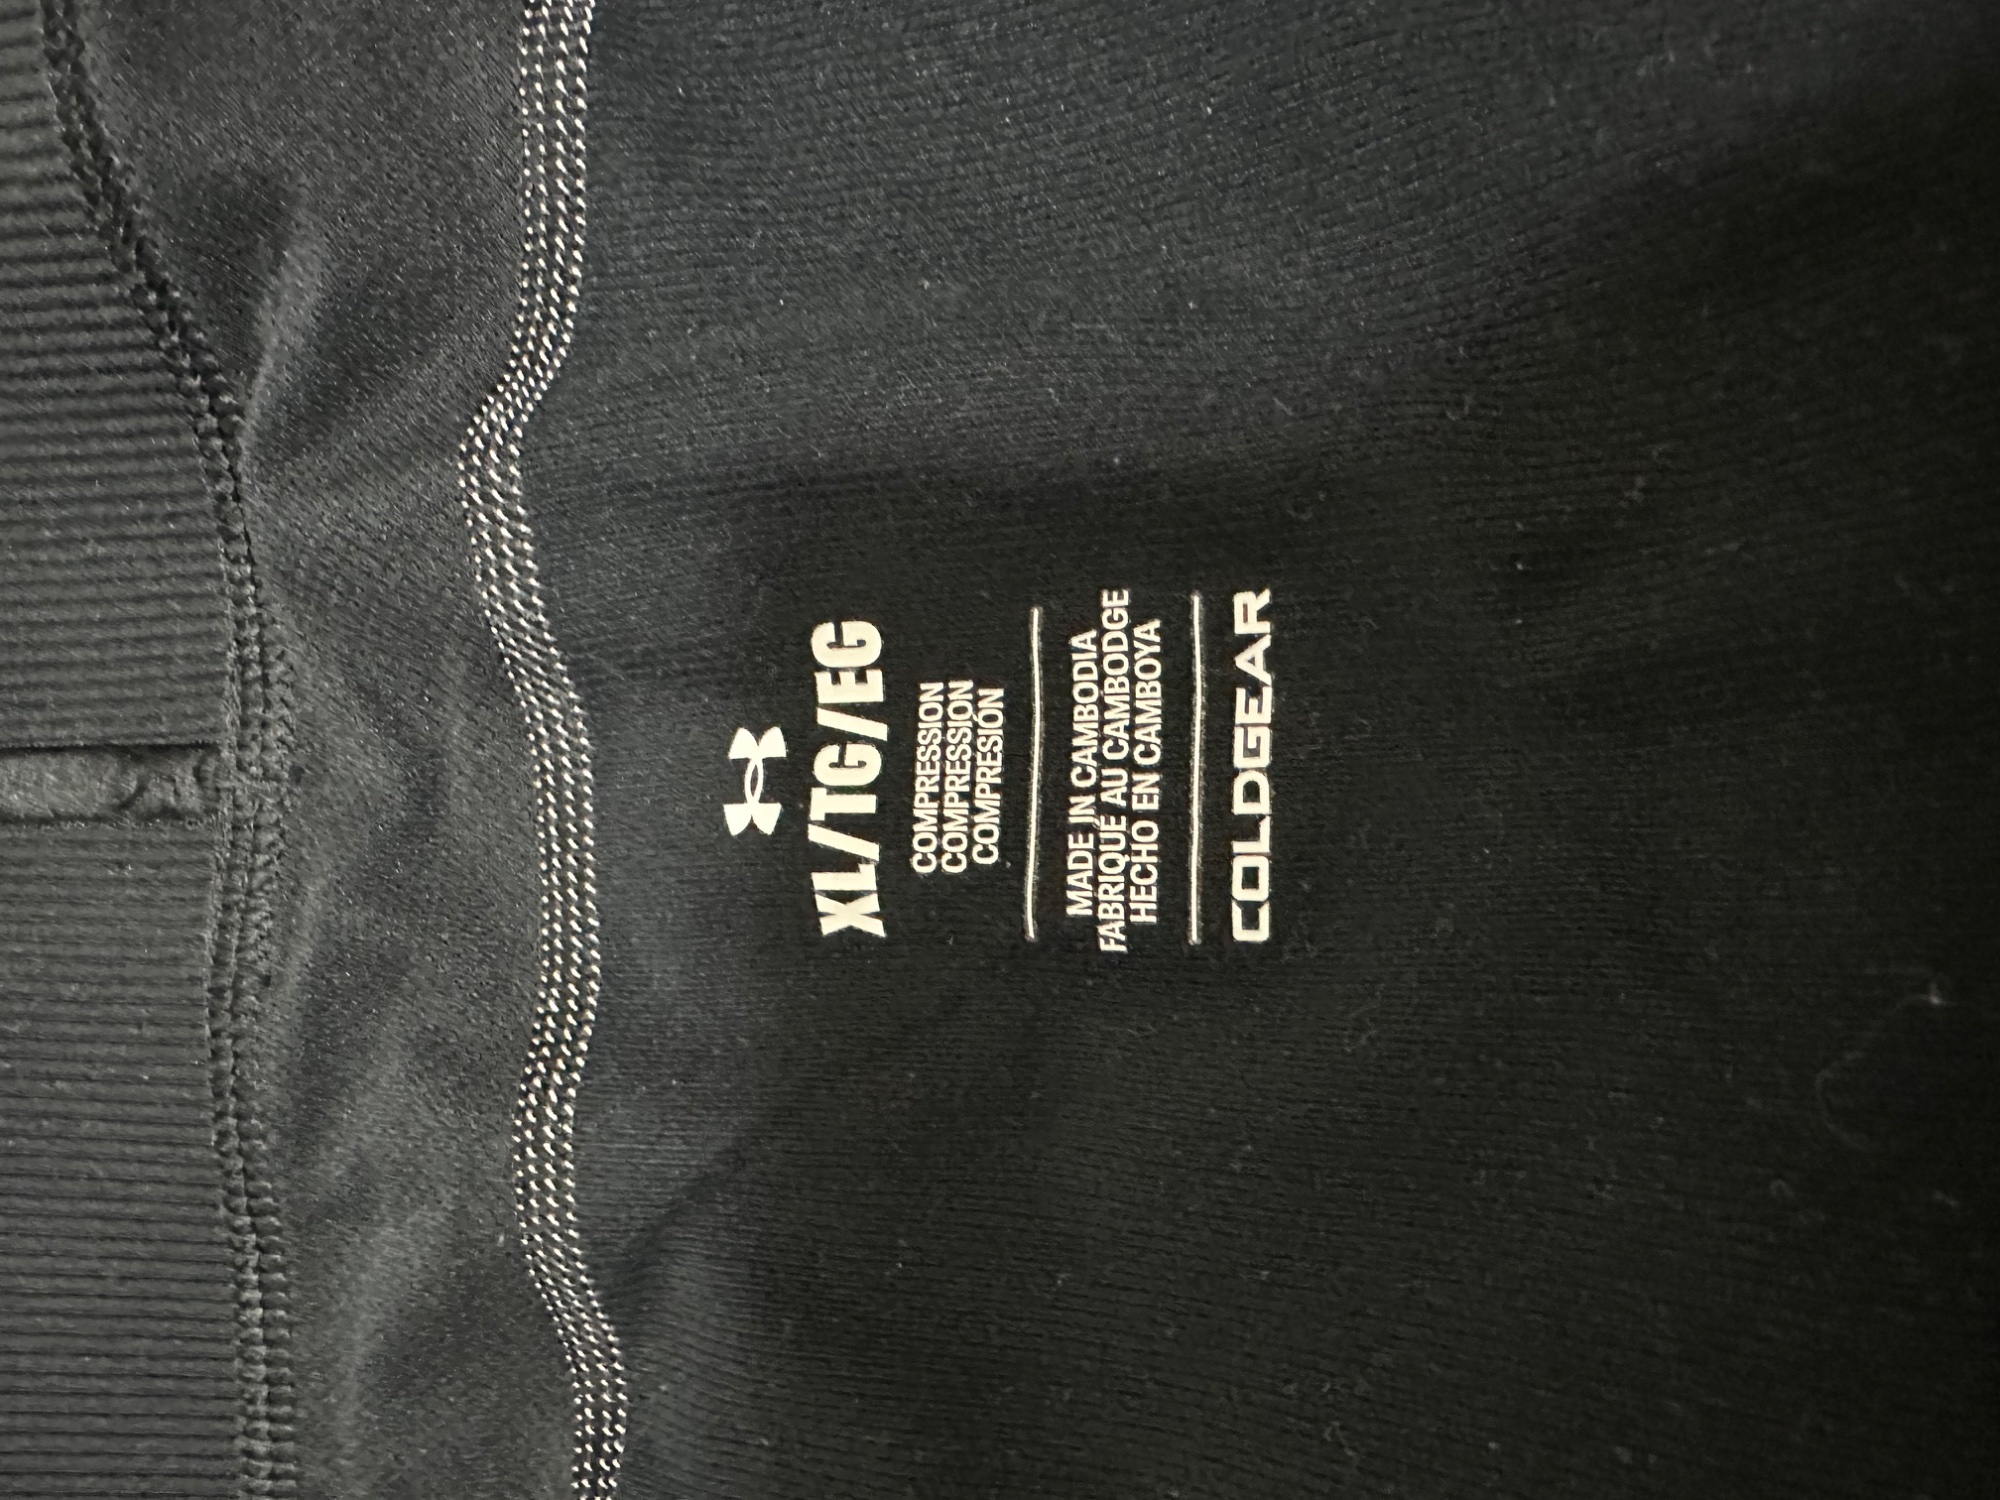 XL/TG/EG
COMPRESSION
COMPRESSION
COMPRESIÓN
MADE IN CAMBODIA
FABRIQUÉ AU CAMBODGE
HECHO EN CAMBOYA
COLDGEAR